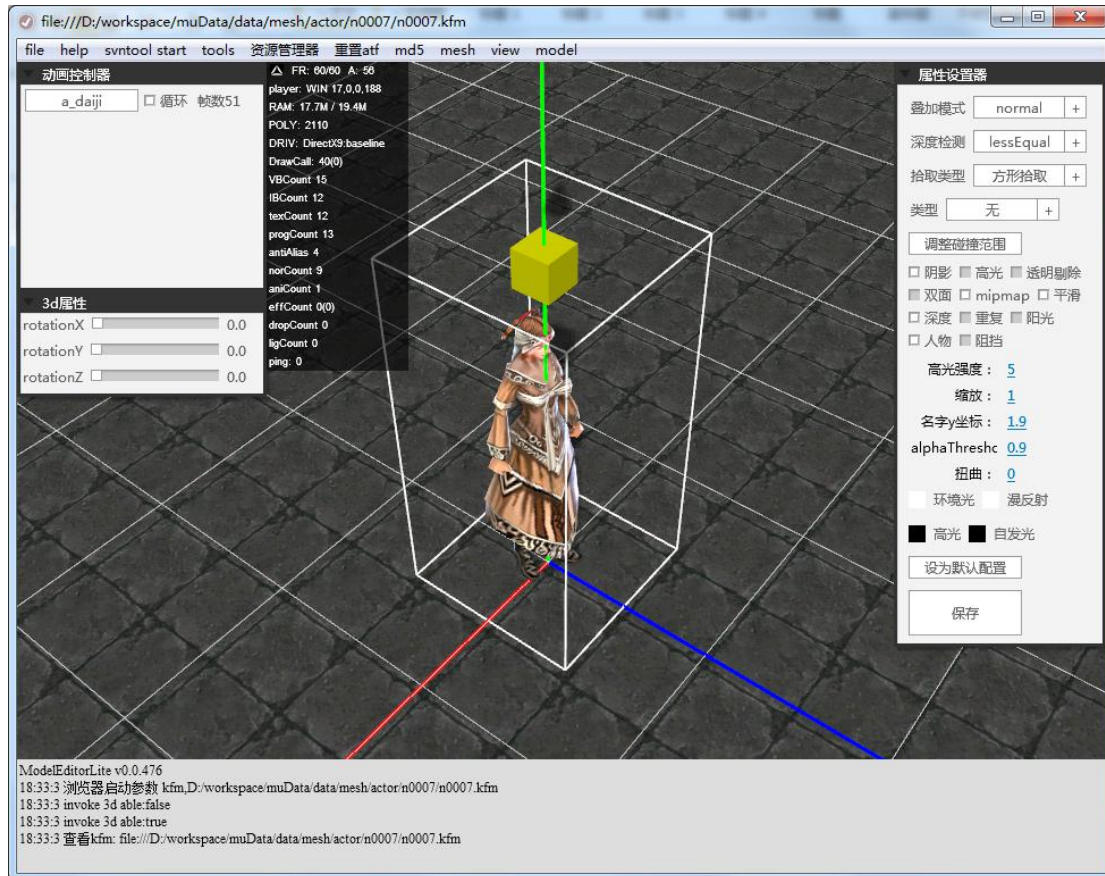 file:///D:/workspace/muData/data/mesh/actor/n0007/n0007.kfm
file help svntool start tools 资源管理器 重置atf md5 mesh view model
动画控制器
a_daiji 循环 帧数51
3d属性
rotationX 0.0
rotationY 0.0
rotationZ 0.0
FR: 60/60 A: 56
player: WIN 17,0,0,188
RAM: 17.7M / 19.4M
POLY: 2110
DRIV: DirectX9:baseline
DrawCall: 40(0)
VBCount 15
IBCount 12
texCount 12
progCount 13
antiAlias 4
norCount 9
aniCount 1
effCount 0(0)
dropCount 0
ligCount 0
ping: 0
属性设置器
叠加模式 normal +
深度检测 lessEqual +
拾取类型 方形拾取 +
类型 无 +
调整碰撞范围
阴影 高光 透明剔除
双面 mipmap 平滑
深度 重复 阳光
人物 阻挡
高光强度： 5
缩放： 1
名字y坐标： 1.9
alphaThreshc 0.9
扭曲： 0
环境光 漫反射
高光 自发光
设为默认配置
保存
ModelEditorLite v0.0.476
18:33:3 浏览器启动参数 kfm,D:/workspace/muData/data/mesh/actor/n0007/n0007.kfm
18:33:3 invoke 3d able:false
18:33:3 invoke 3d able:true
18:33:3 查看kfm: file:///D:/workspace/muData/data/mesh/actor/n0007/n0007.kfm